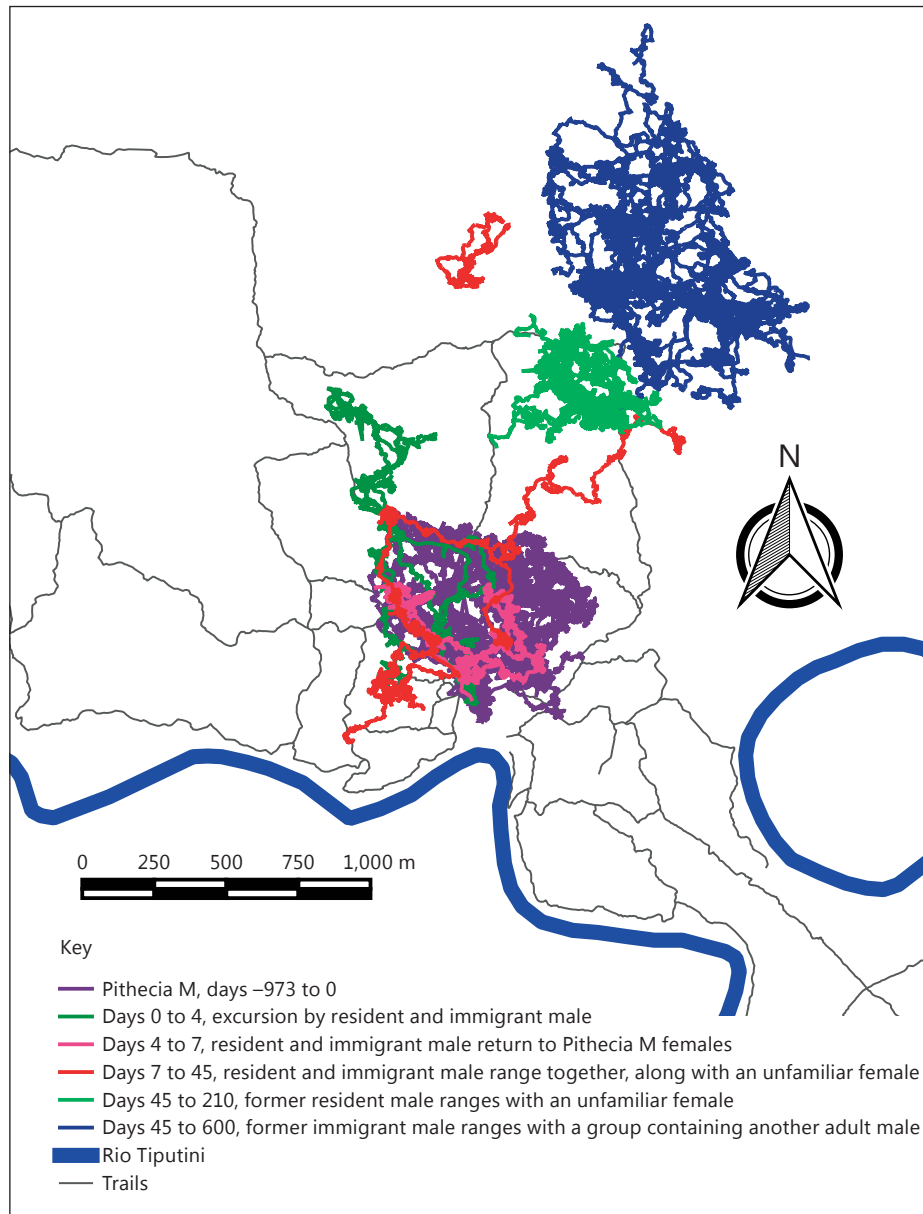 N
0 250 500 750 1,000 m
Key
Pithecia M, days –973 to 0
Days 0 to 4, excursion by resident and immigrant male
Days 4 to 7, resident and immigrant male return to Pithecia M females
Days 7 to 45, resident and immigrant male range together, along with an unfamiliar female
Days 45 to 210, former resident male ranges with an unfamiliar female
Days 45 to 600, former immigrant male ranges with a group containing another adult male
Rio Tiputini
Trails